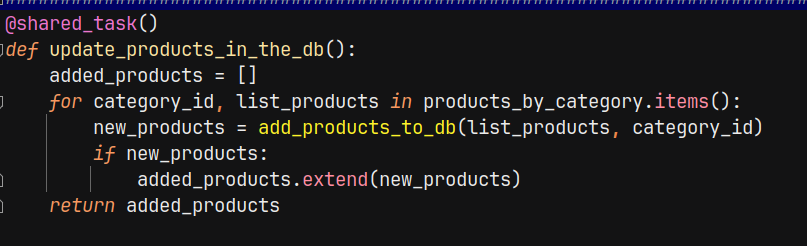 @shared_task()
def update_products_in_the_db():
    added_products = []
    for category_id, list_products in products_by_category.items():
        new_products = add_products_to_db(list_products, category_id)
        if new_products:
            added_products.extend(new_products)
    return added_products